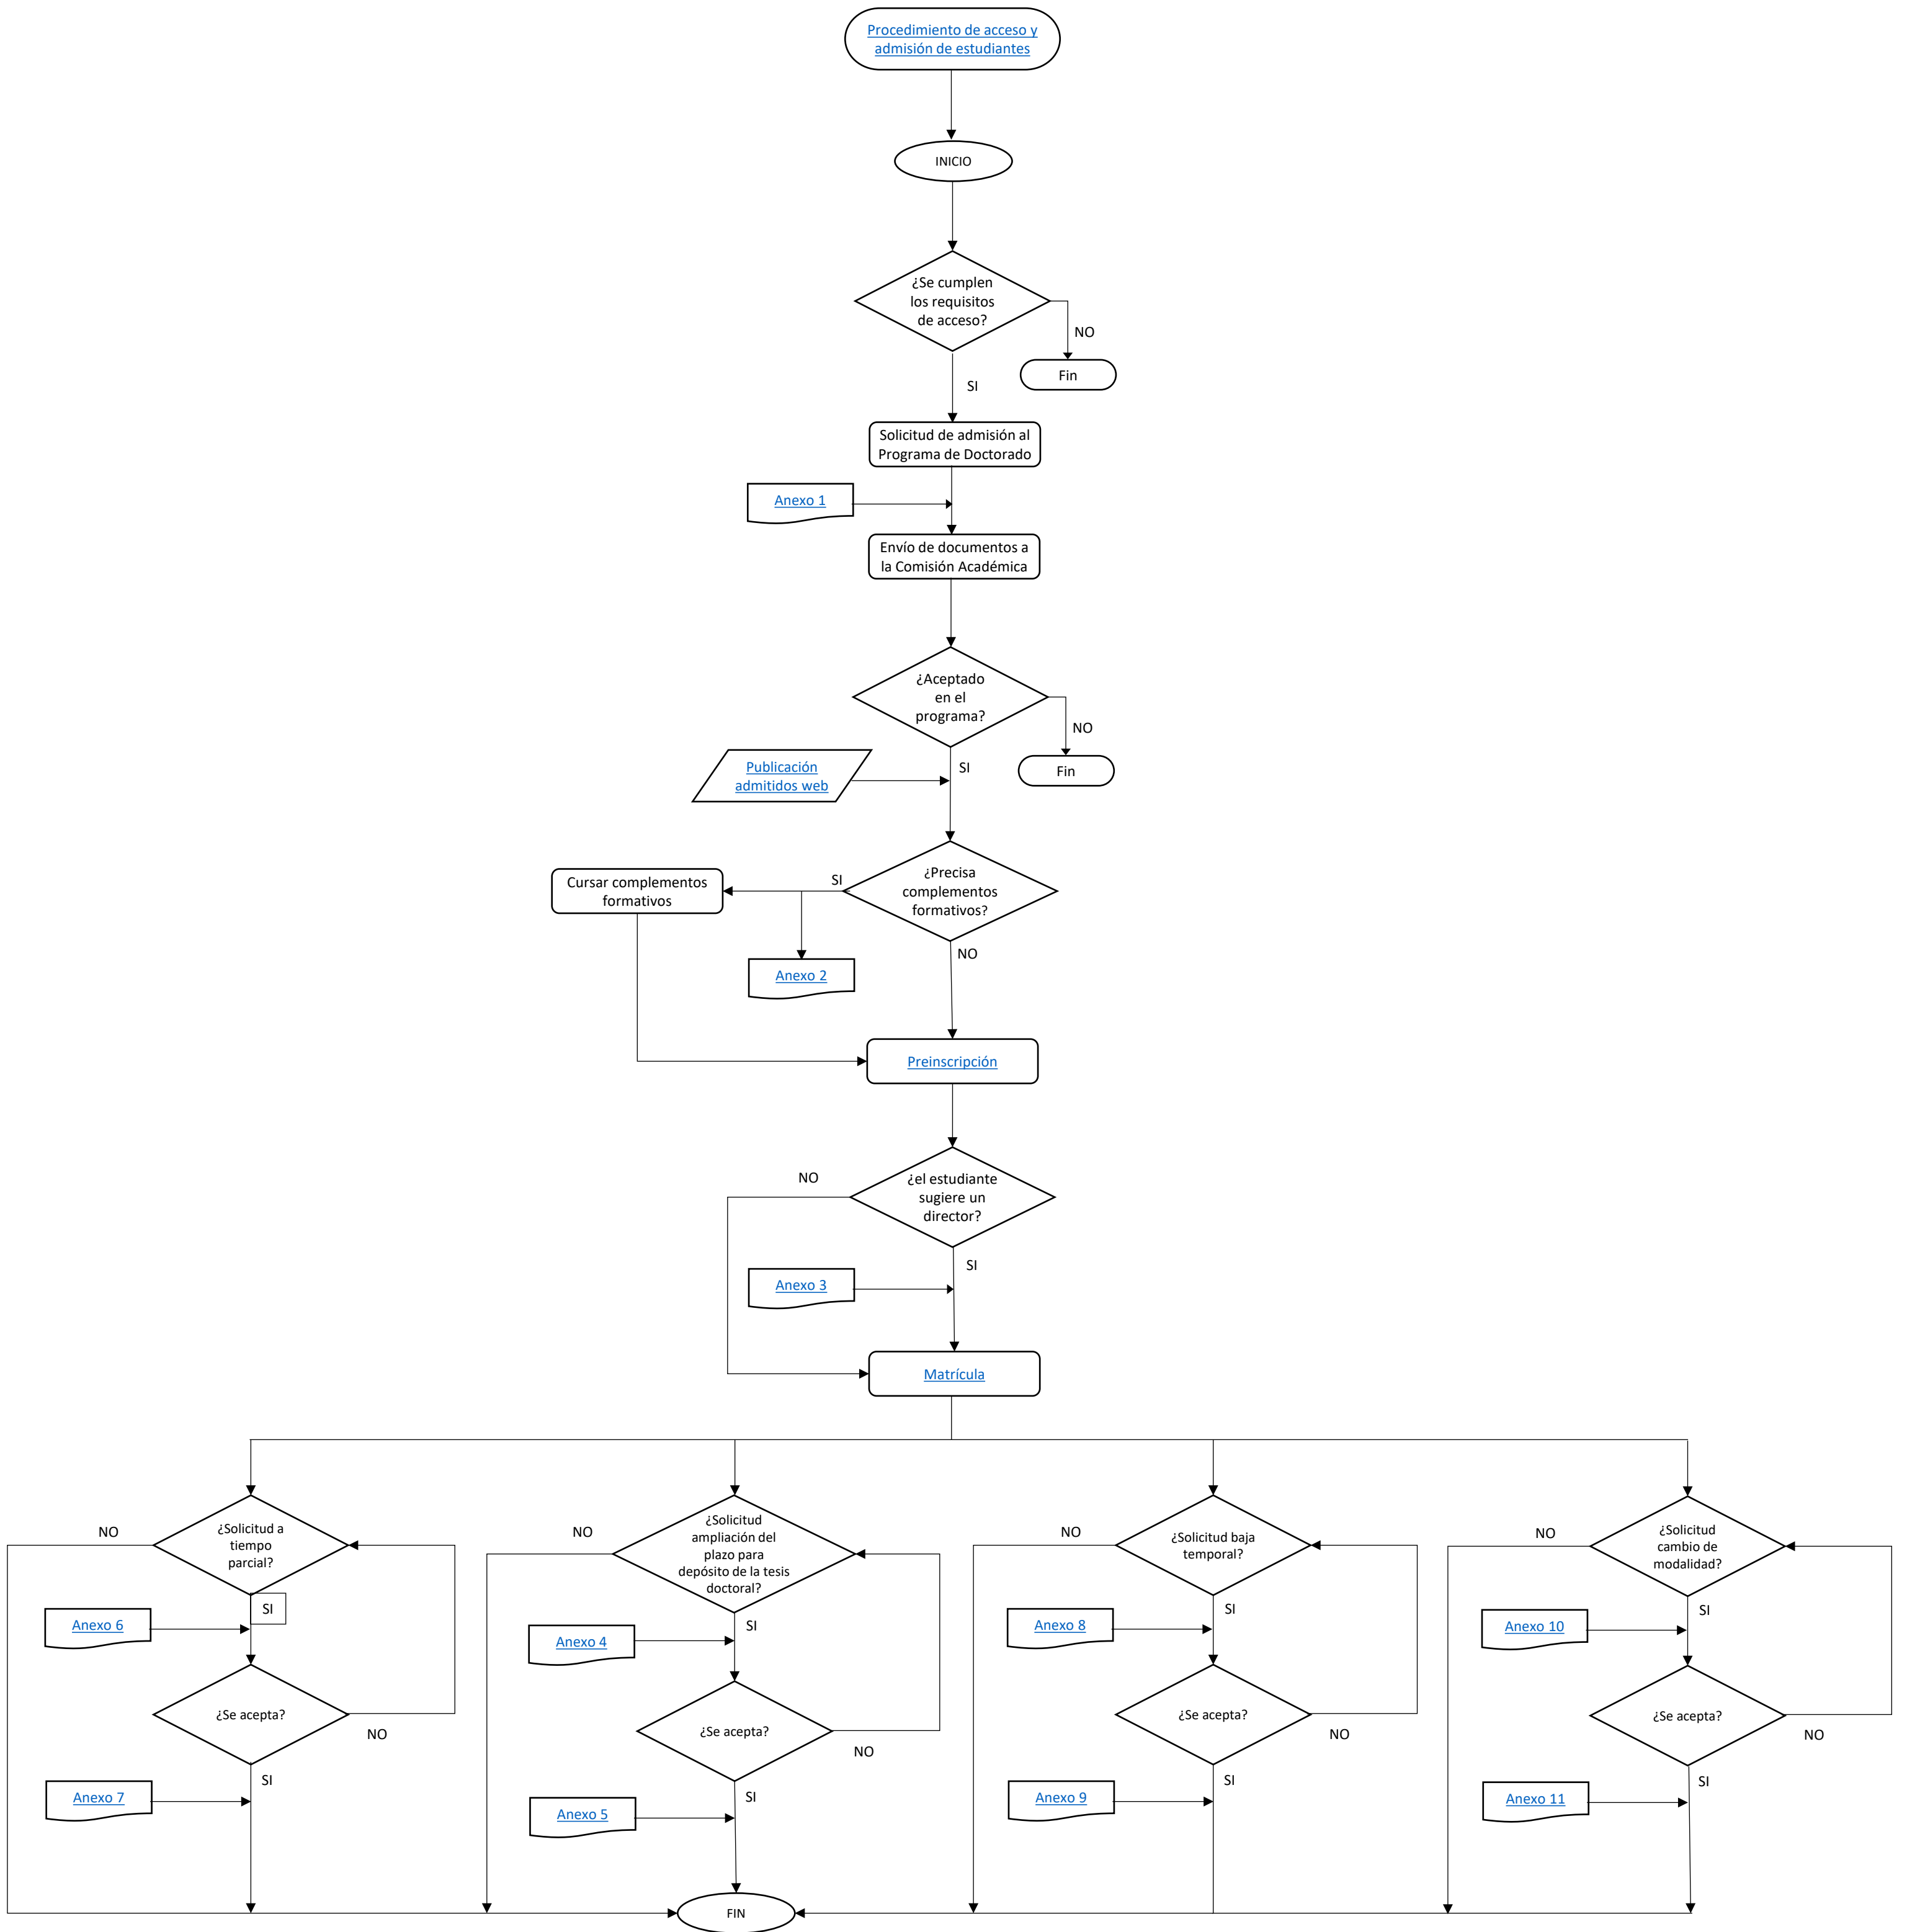 Procedimiento de acceso y
admisión de estudiantes
INICIO
¿Se cumplen
los requisitos
de acceso?
NO
Fin
SI
Solicitud de admisión al
Programa de Doctorado
Anexo 1
Envío de documentos a
la Comisión Académica
¿Aceptado
en el
programa?
NO
Fin
SI
Publicación
admitidos web
¿Precisa
complementos
formativos?
SI
Cursar complementos
formativos
Anexo 2
NO
Preinscripción
¿el estudiante
sugiere un
director?
NO
SI
Anexo 3
Matrícula
¿Solicitud a
tiempo
parcial?
NO
SI
Anexo 6
¿Se acepta?
NO
SI
Anexo 7
¿Solicitud
ampliación del
plazo para
depósito de la tesis
doctoral?
NO
SI
Anexo 4
¿Se acepta?
NO
SI
Anexo 5
¿Solicitud baja
temporal?
NO
SI
Anexo 8
¿Se acepta?
NO
SI
Anexo 9
¿Solicitud
cambio de
modalidad?
NO
SI
Anexo 10
¿Se acepta?
NO
SI
Anexo 11
FIN